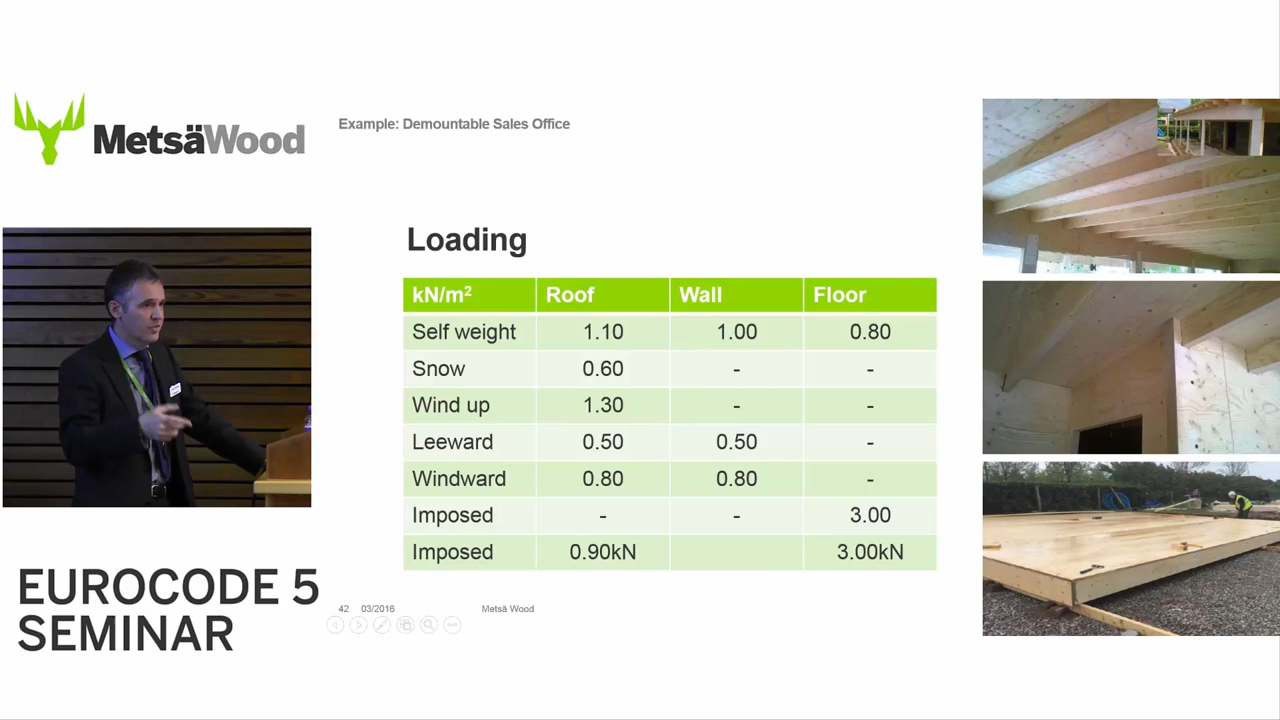 MetsäWood
Example: Demountable Sales Office
Loading
kN/m² Roof Wall Floor
Self weight 1.10 1.00 0.80
Snow 0.60 - -
Wind up 1.30 - -
Leeward 0.50 0.50 -
Windward 0.80 0.80 -
Imposed - - 3.00
Imposed 0.90kN 3.00kN
EUROCODE 5
SEMINAR
42 03/2016 Metsä Wood